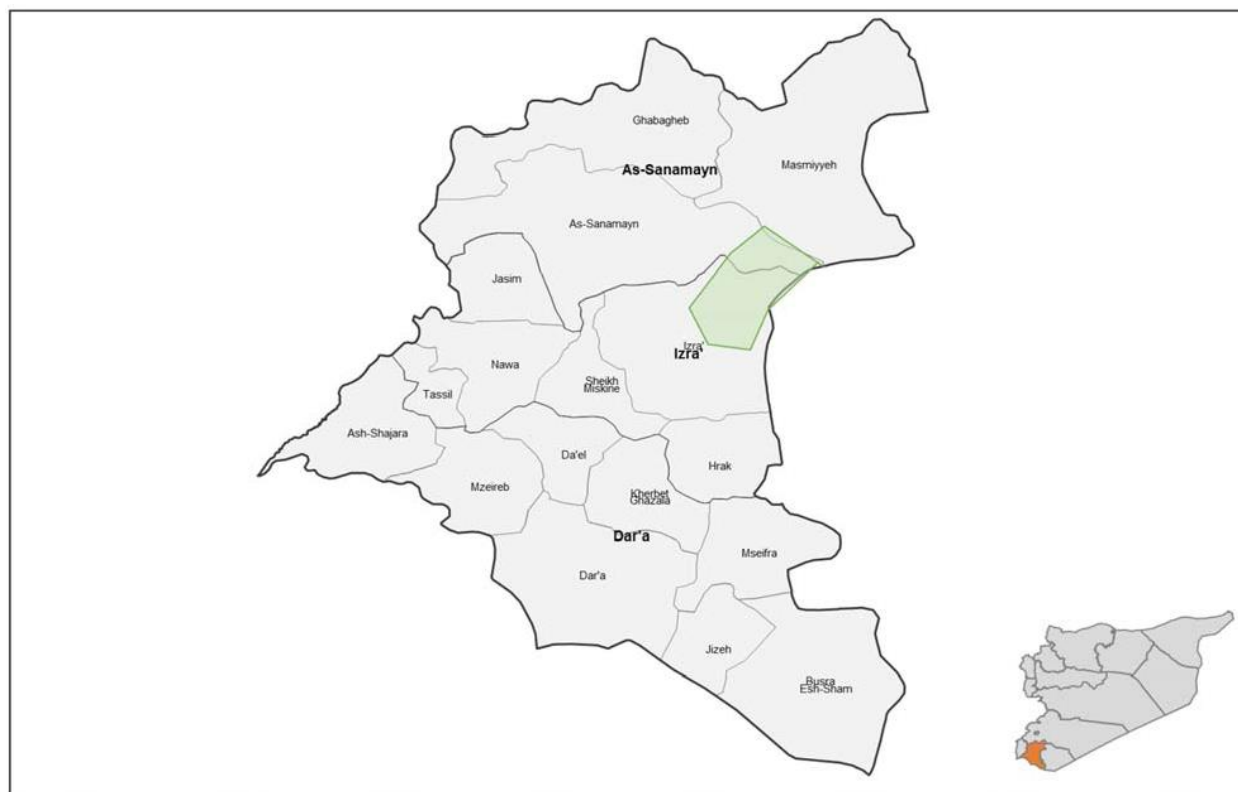 Ghabagheb
Masmiyyeh
As-Sanamayn
As-Sanamayn
Jasim
Izra'
Izra'
Nawa
Sheikh
Miskine
Tassil
Ash-Shajara
Da'el
Hrak
Mzeireb
Kherbet
Ghazala
Dar'a
Mseifra
Dar'a
Jizeh
Busra
Esh-Sham